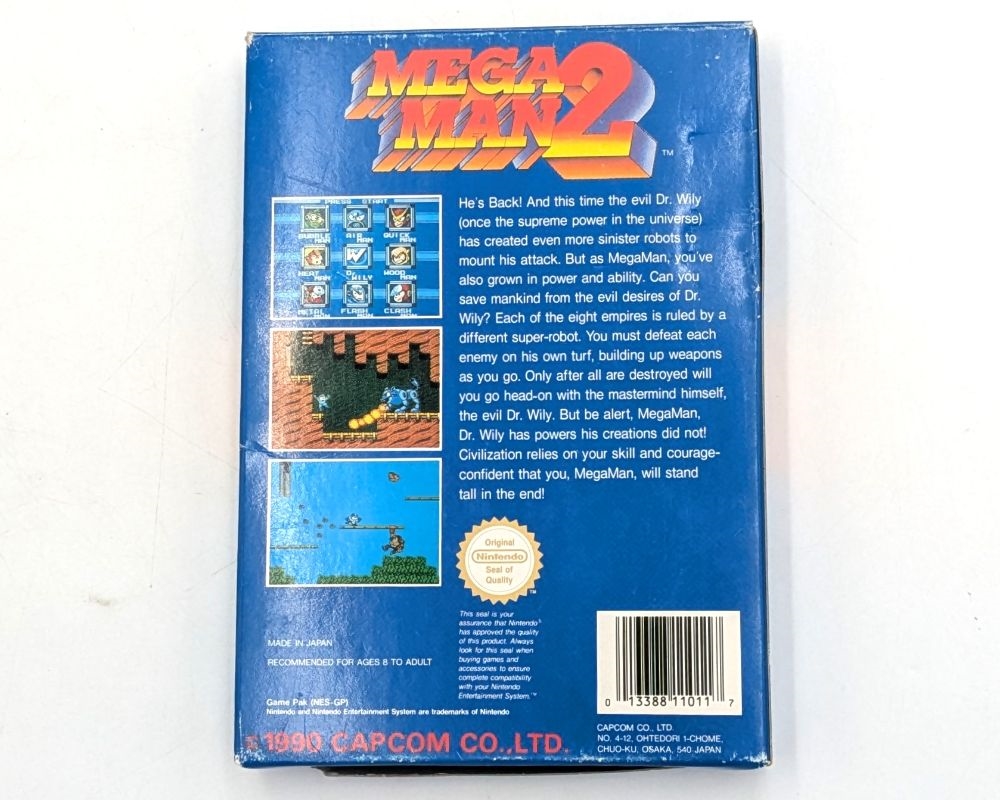 MEGA
MAN 2
TM
PRESS START
BUBBLE MAN
AIR MAN
QUICK MAN
HEAT MAN
DR. WILY
WOOD MAN
METAL MAN
FLASH MAN
CLASH MAN
He's Back! And this time the evil Dr. Wily
(once the supreme power in the universe)
has created even more sinister robots to
mount his attack. But as MegaMan, you've
also grown in power and ability. Can you
save mankind from the evil desires of Dr.
Wily? Each of the eight empires is ruled by a
different super-robot. You must defeat each
enemy on his own turf, building up weapons
as you go. Only after all are destroyed will
you go head-on with the mastermind himself,
the evil Dr. Wily. But be alert, MegaMan,
Dr. Wily has powers his creations did not!
Civilization relies on your skill and courage-
confident that you, MegaMan, will stand
tall in the end!
Original
Nintendo
Seal of
Quality
TM
This seal is your
assurance that Nintendo
has approved the quality
of this product. Always
look for this seal when
buying games and
accessories to ensure
complete compatibility
with your Nintendo
Entertainment System.™
MADE IN JAPAN
RECOMMENDED FOR AGES 8 TO ADULT
Game Pak (NES-GP)
Nintendo and Nintendo Entertainment System are trademarks of Nintendo
© 1990 CAPCOM CO.,LTD.
0 13388 11011 7
CAPCOM CO., LTD
NO. 4-12, OHTEDORI 1-CHOME,
CHUO-KU, OSAKA, 540 JAPAN